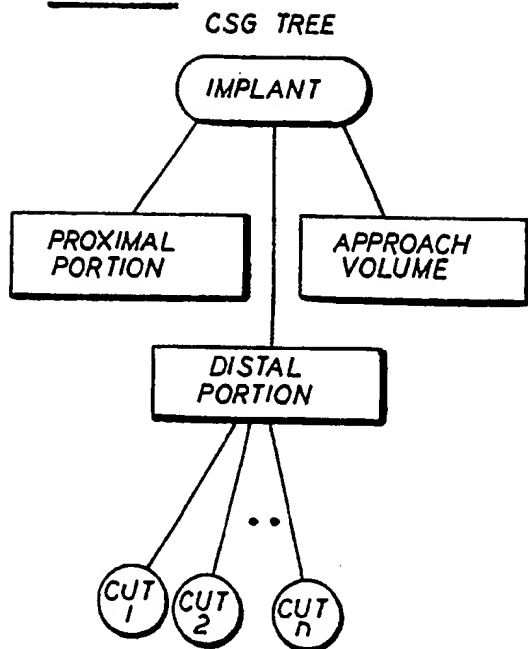 CSG TREE
IMPLANT
PROXIMAL
PORTION
APPROACH
VOLUME
DISTAL
PORTION
CUT
1
CUT
2
CUT
n